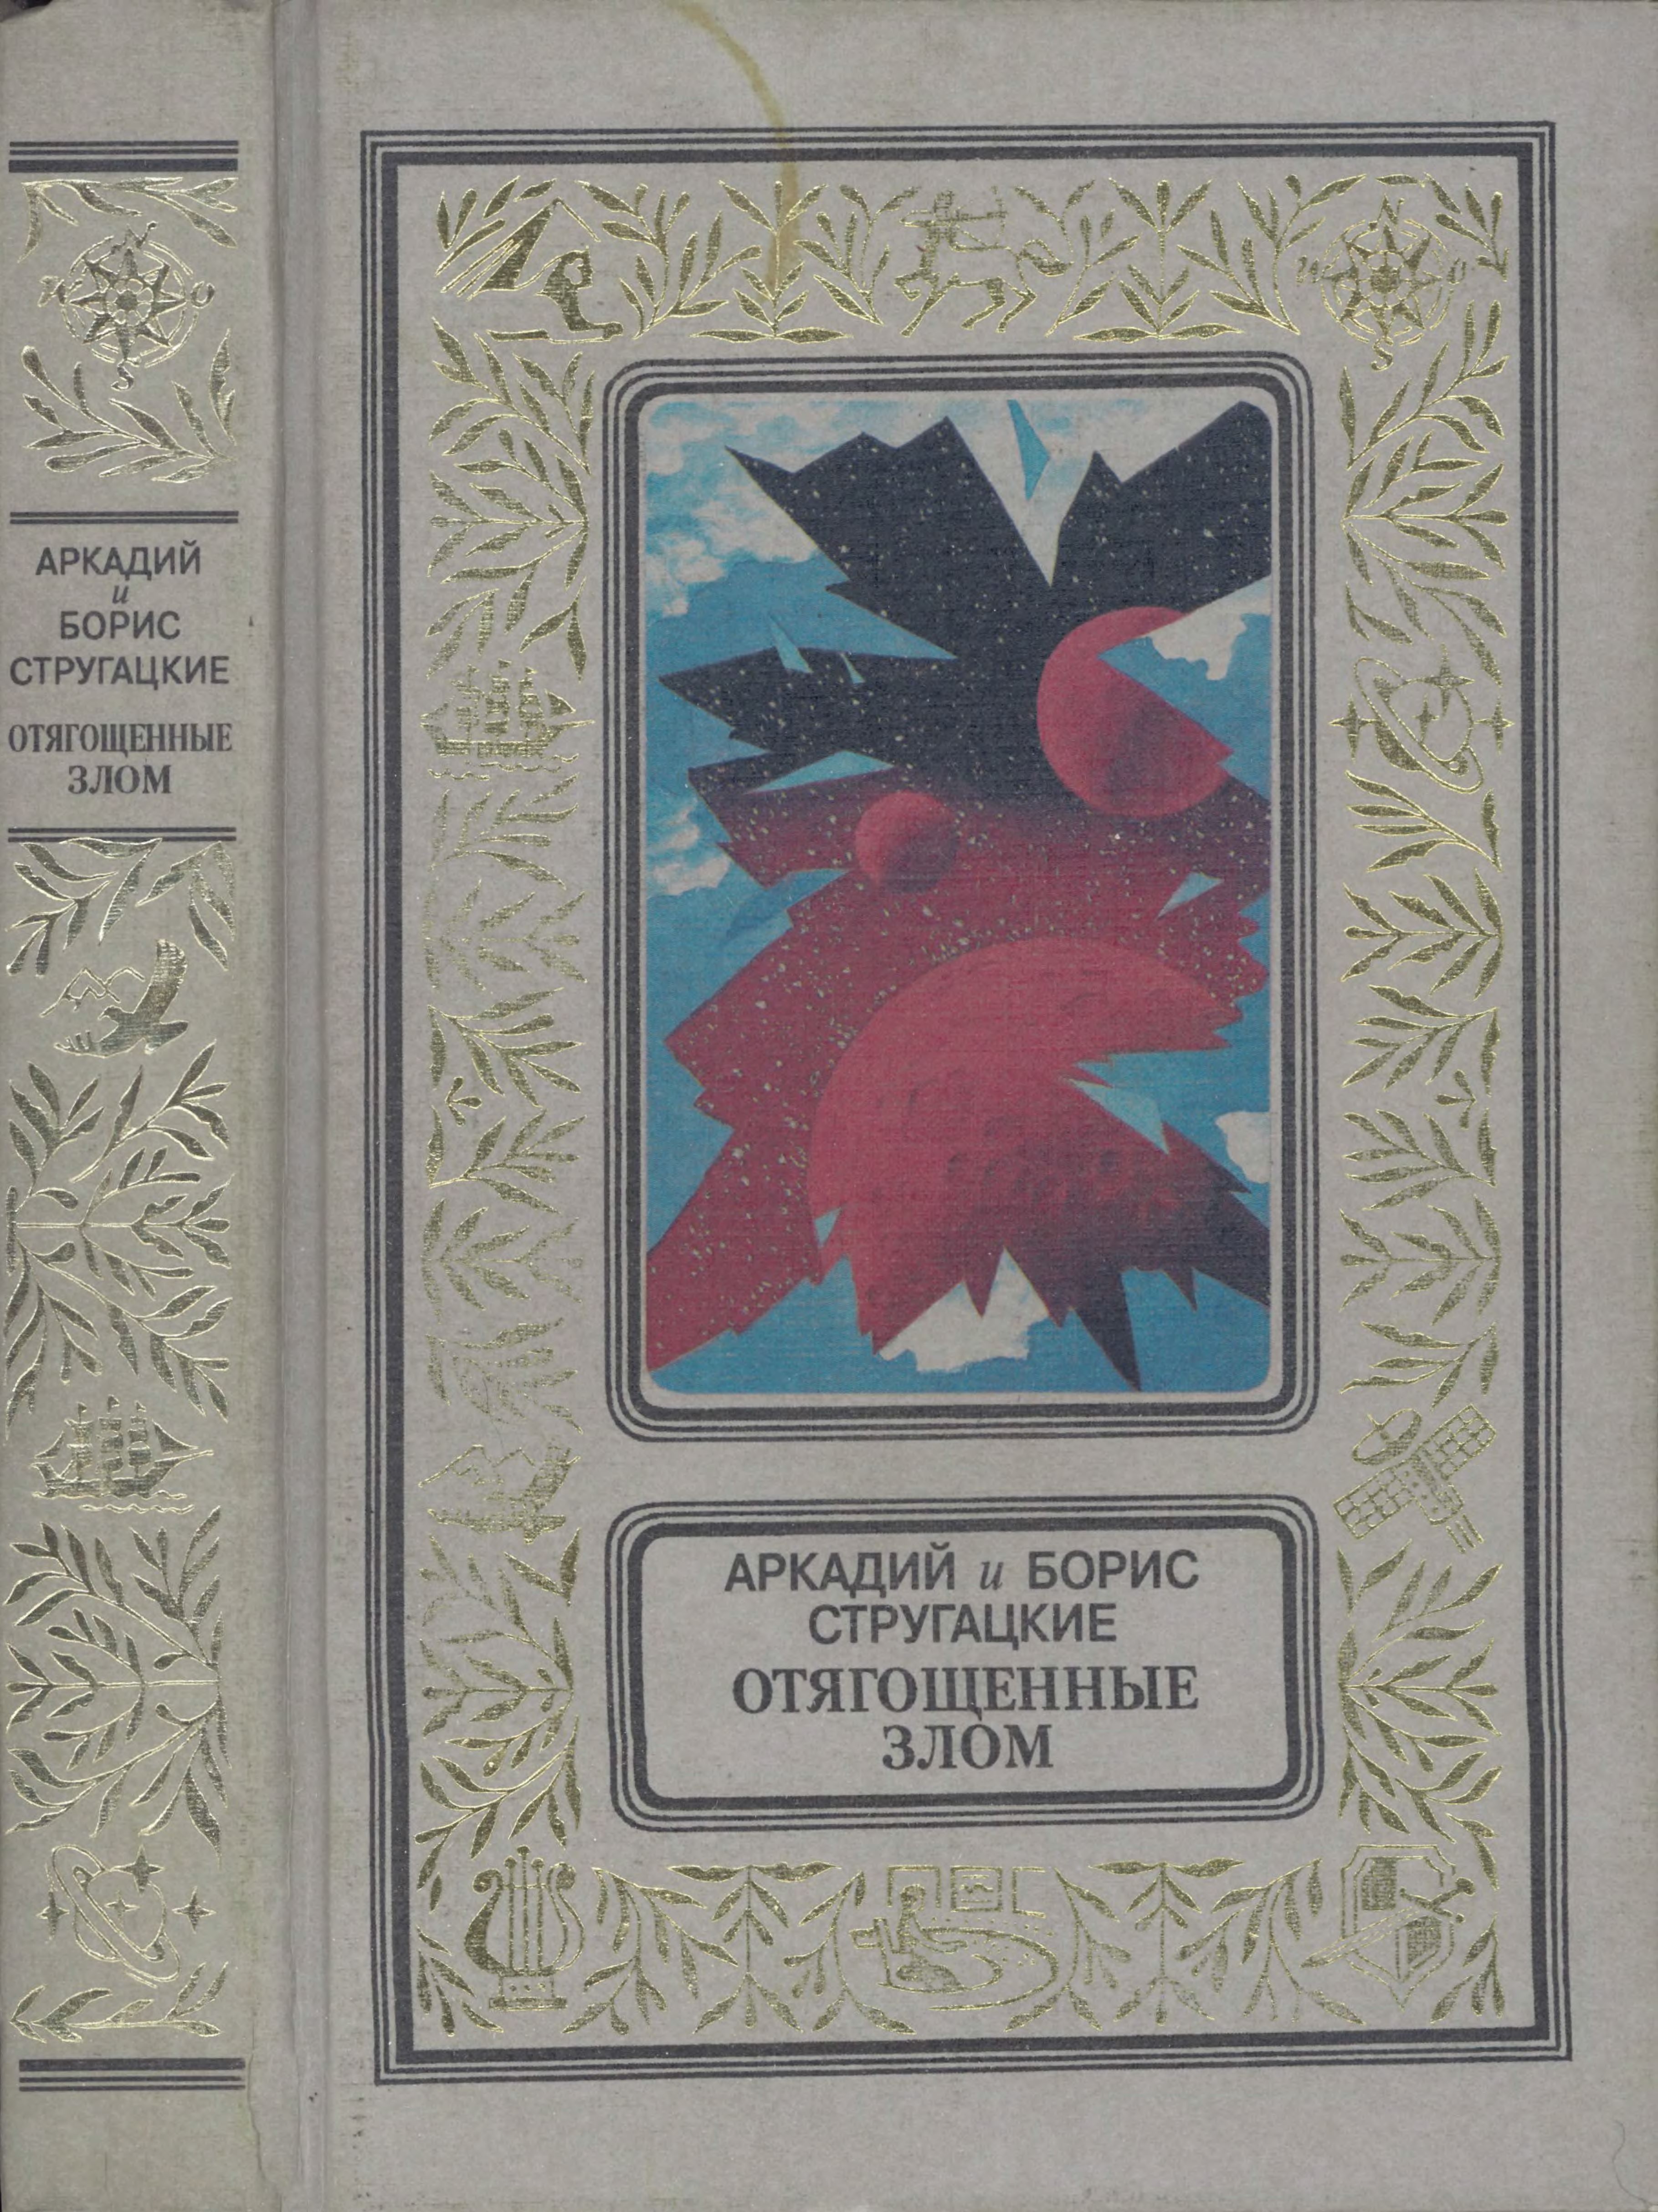 АРКАДИЙ
и
БОРИС
СТРУГАЦКИЕ
ОТЯГОЩЕННЫЕ
ЗЛОМ
N
W
O
S
АРКАДИЙ и БОРИС
СТРУГАЦКИЕ
ОТЯГОЩЕННЫЕ
ЗЛОМ
N
W
O
S